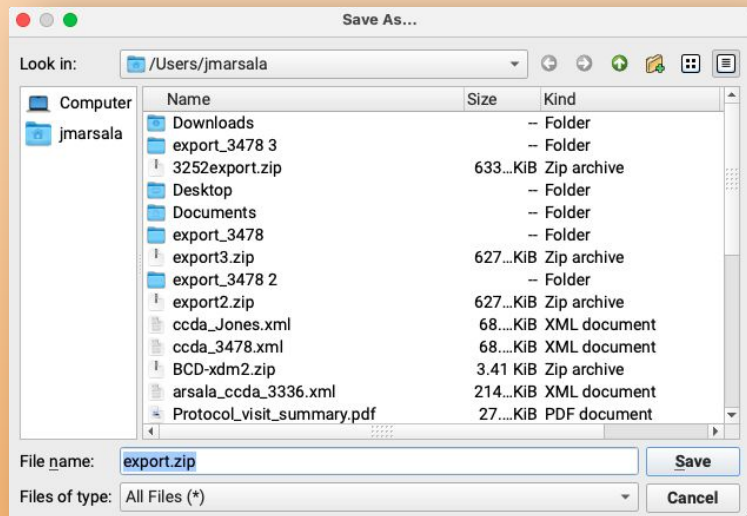 Save As...
Look in: /Users/jmarsala
Computer
jmarsala
Name Size Kind
Downloads -- Folder
export_3478 3 -- Folder
3252export.zip 633...KiB Zip archive
Desktop -- Folder
Documents -- Folder
export_3478 -- Folder
export3.zip 627...KiB Zip archive
export_3478 2 -- Folder
export2.zip 627...KiB Zip archive
ccda_Jones.xml 68....KiB XML document
ccda_3478.xml 68....KiB XML document
BCD-xdm2.zip 3.41 KiB Zip archive
arsala_ccda_3336.xml 214...KiB XML document
Protocol_visit_summary.pdf 27....KiB PDF document
File name: export.zip Save
Files of type: All Files (*) Cancel